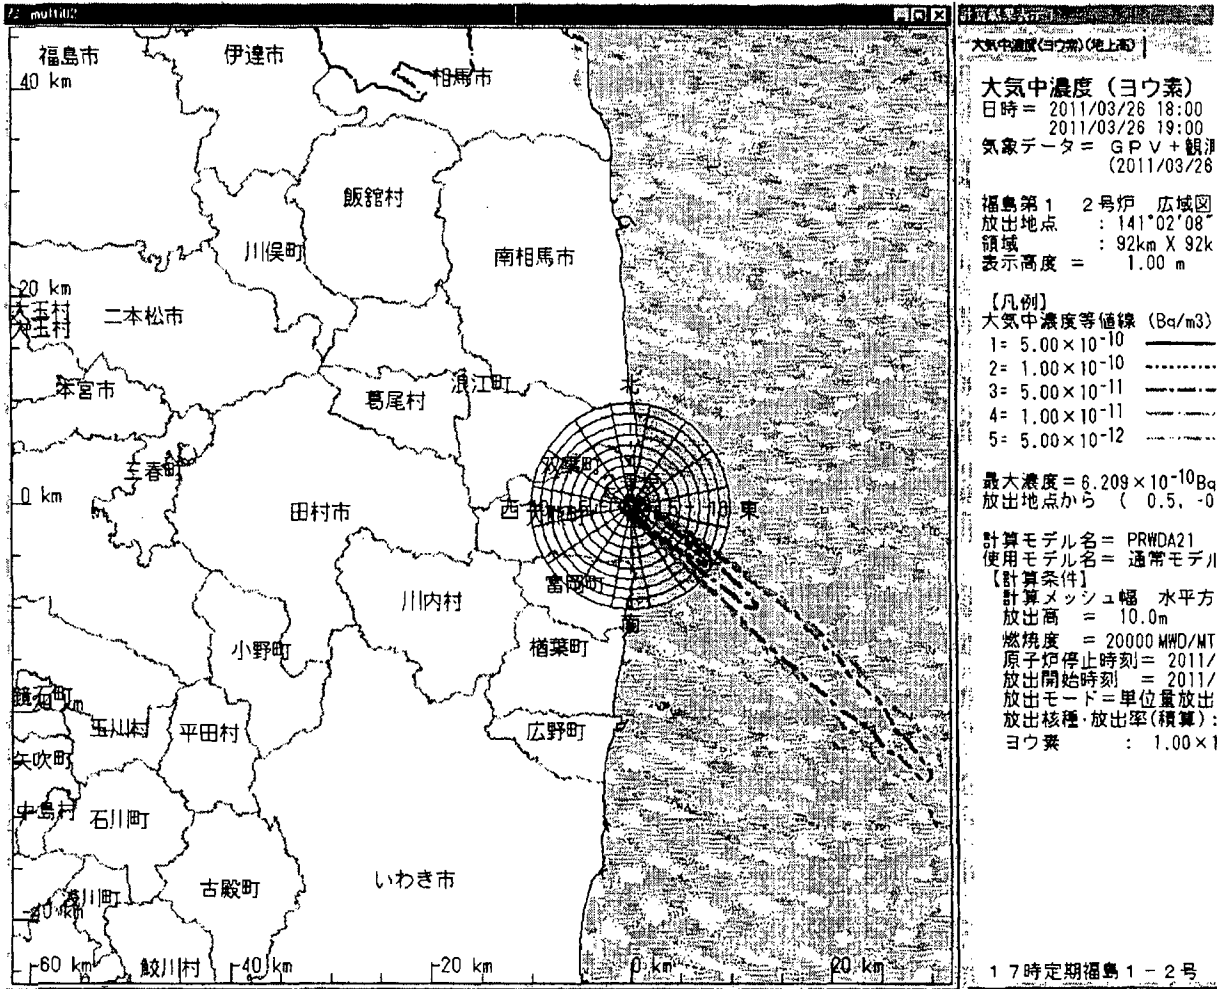 multi02
福島市
伊達市
相馬市
40 km
飯舘村
川俣町
南相馬市
20 km
大玉村
大玉村
二本松市
本宮市
浪江町
北
葛尾村
三春町
双葉町
0 km
田村市
西
東
富岡町
川内村
南
楢葉町
小野町
鏡石町
玉川村
平田村
広野町
矢吹町
中島村
石川町
いわき市
古殿町
浅川町
鮫川村
-60 km
-40 km
-20 km
0 km
20 km
計算結果表示
大気中濃度(ヨウ素)(地上高)
大気中濃度(ヨウ素)
日時= 2011/03/26 18:00
2011/03/26 19:00
気象データ= GPV+観測
(2011/03/26
福島第1 2号炉 広域図
放出地点 : 141°02'08"
領域 : 92km X 92k
表示高度 = 1.00 m
【凡例】
大気中濃度等値線 (Bq/m3)
1= 5.00×10-10
2= 1.00×10-10
3= 5.00×10-11
4= 1.00×10-11
5= 5.00×10-12
最大濃度=6.209×10-10Bq
放出地点から ( 0.5, -0
計算モデル名= PRWDA21
使用モデル名= 通常モデル
【計算条件】
計算メッシュ幅 水平方
放出高 = 10.0m
燃焼度 = 20000MWD/MT
原子炉停止時刻= 2011/
放出開始時刻 = 2011/
放出モード=単位量放出
放出核種・放出率(積算):
ヨウ素 : 1.00×1
17時定期福島1-2号